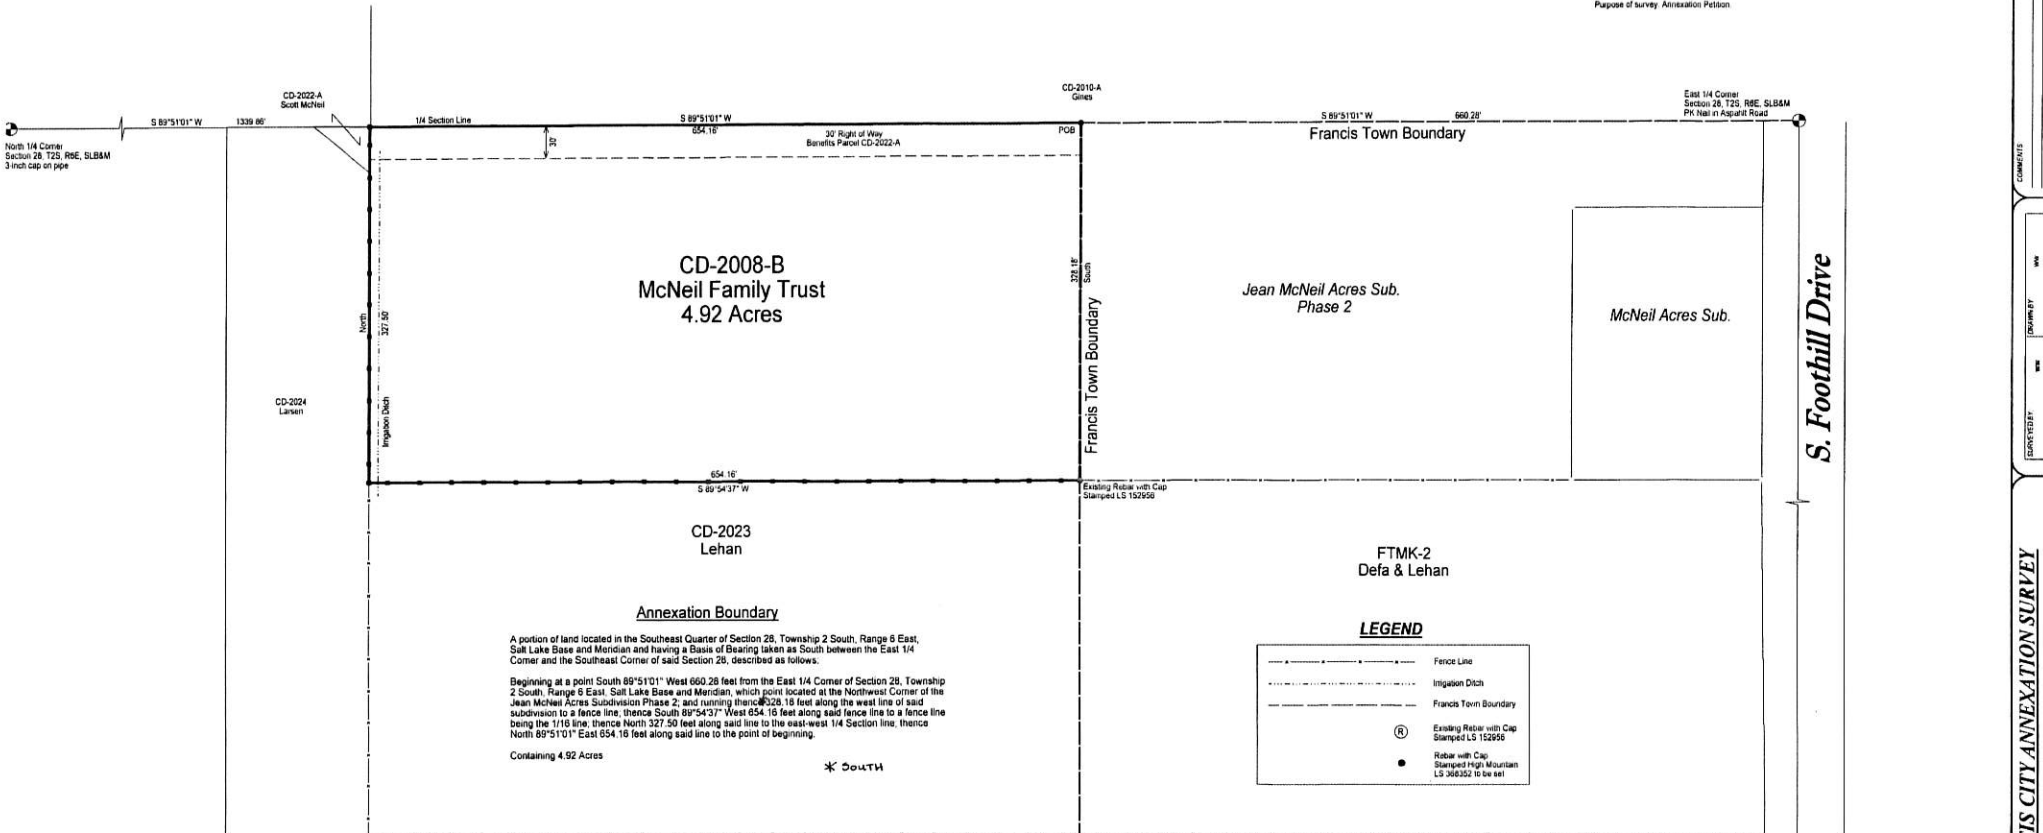 Purpose of survey: Annexation Petition
CD-2022-A
Scott McNeil
CD-2010-A
Gines
East 1/4 Corner
Section 28, T2S, R6E, SLB&M
PK Nail in Aspahlt Road
S 89°51'01" W 1339.86'
1/4 Section Line
S 89°51'01" W
654.16'
30' Right of Way
Benefits Parcel CD-2022-A
POB
S 89°51'01" W 660.28'
Francis Town Boundary
North 1/4 Corner
Section 28, T2S, R6E, SLB&M
3-inch cap on pipe
30'
COMMENTS:
CD-2008-B
McNeil Family Trust
4.92 Acres
328.18'
South
Francis Town Boundary
Jean McNeil Acres Sub.
Phase 2
McNeil Acres Sub.
S. Foothill Drive
WW
DRAWN BY
WW
SURVEYED BY
North
327.50'
Irrigation Ditch
CD-2024
Larsen
654.16'
S 89°54'37" W
Existing Rebar with Cap
Stamped LS 152956
CD-2023
Lehan
FTMK-2
Defa & Lehan
Annexation Boundary
A portion of land located in the Southeast Quarter of Section 28, Township 2 South, Range 6 East,
Salt Lake Base and Meridian and having a Basis of Bearing taken as South between the East 1/4
Corner and the Southeast Corner of said Section 28, described as follows:
Beginning at a point South 89°51'01" West 660.28 feet from the East 1/4 Corner of Section 28, Township
2 South, Range 6 East, Salt Lake Base and Meridian, which point located at the Northwest Corner of the
Jean McNeil Acres Subdivision Phase 2; and running thence 328.18 feet along the west line of said
subdivision to a fence line; thence South 89°54'37" West 654.16 feet along said fence line to a fence line
being the 1/16 line; thence North 327.50 feet along said line to the east-west 1/4 Section line; thence
North 89°51'01" East 654.16 feet along said line to the point of beginning.
Containing 4.92 Acres
* SOUTH
LEGEND
Fence Line
Irrigation Ditch
Francis Town Boundary
R Existing Rebar with Cap
Stamped LS 152956
Rebar with Cap
Stamped High Mountain
LS 368352 to be set
IS CITY ANNEXATION SURVEY